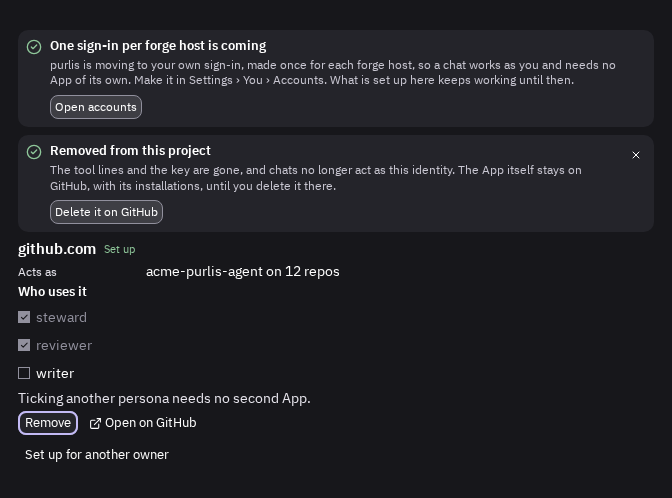 One sign-in per forge host is coming
purlis is moving to your own sign-in, made once for each forge host, so a chat works as you and needs no
App of its own. Make it in Settings › You › Accounts. What is set up here keeps working until then.
Open accounts
Removed from this project
The tool lines and the key are gone, and chats no longer act as this identity. The App itself stays on
GitHub, with its installations, until you delete it there.
Delete it on GitHub
github.com Set up
Acts as acme-purlis-agent on 12 repos
Who uses it
steward
reviewer
writer
Ticking another persona needs no second App.
Remove Open on GitHub
Set up for another owner